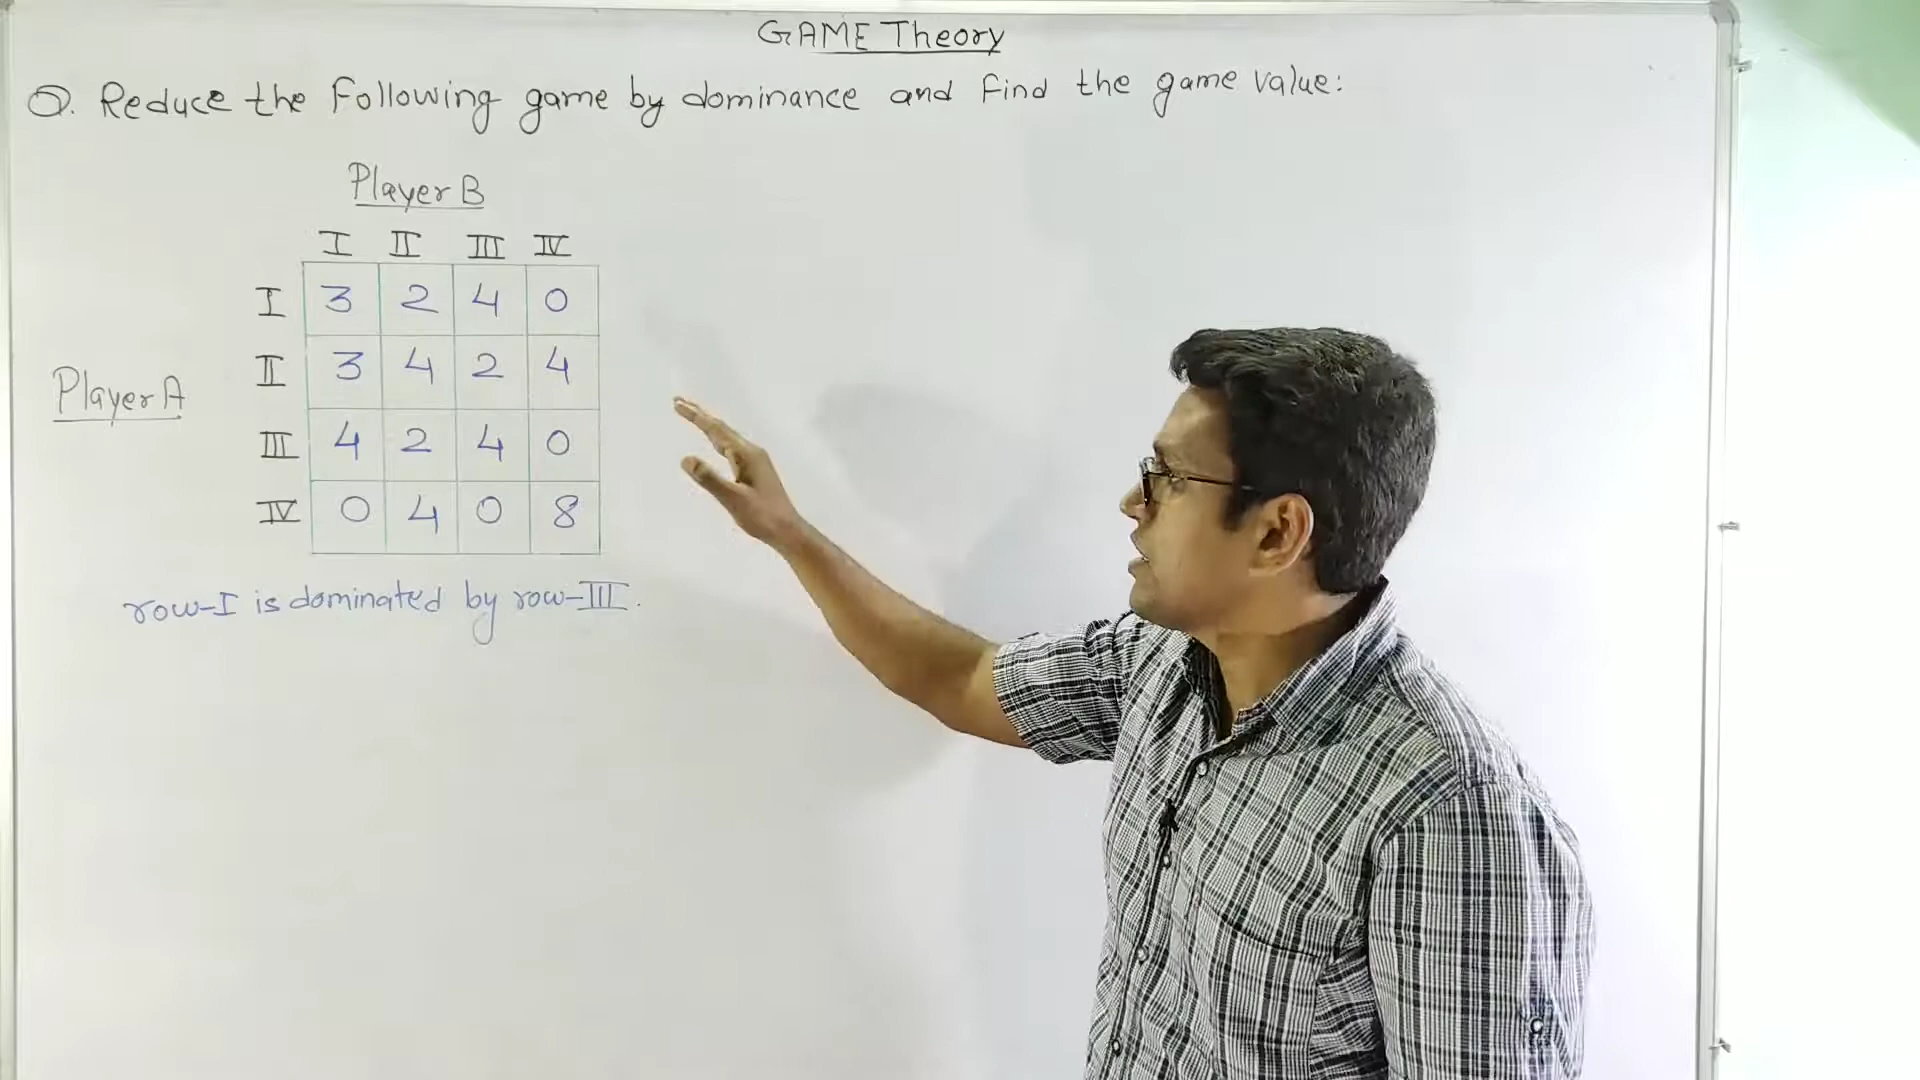 GAME Theory
Q. Reduce the Following game by dominance and Find the game value:
Player B
I II III IV
I 3 2 4 0
II 3 4 2 4
Player A
III 4 2 4 0
IV 0 4 0 8
row-I is dominated by row-III.